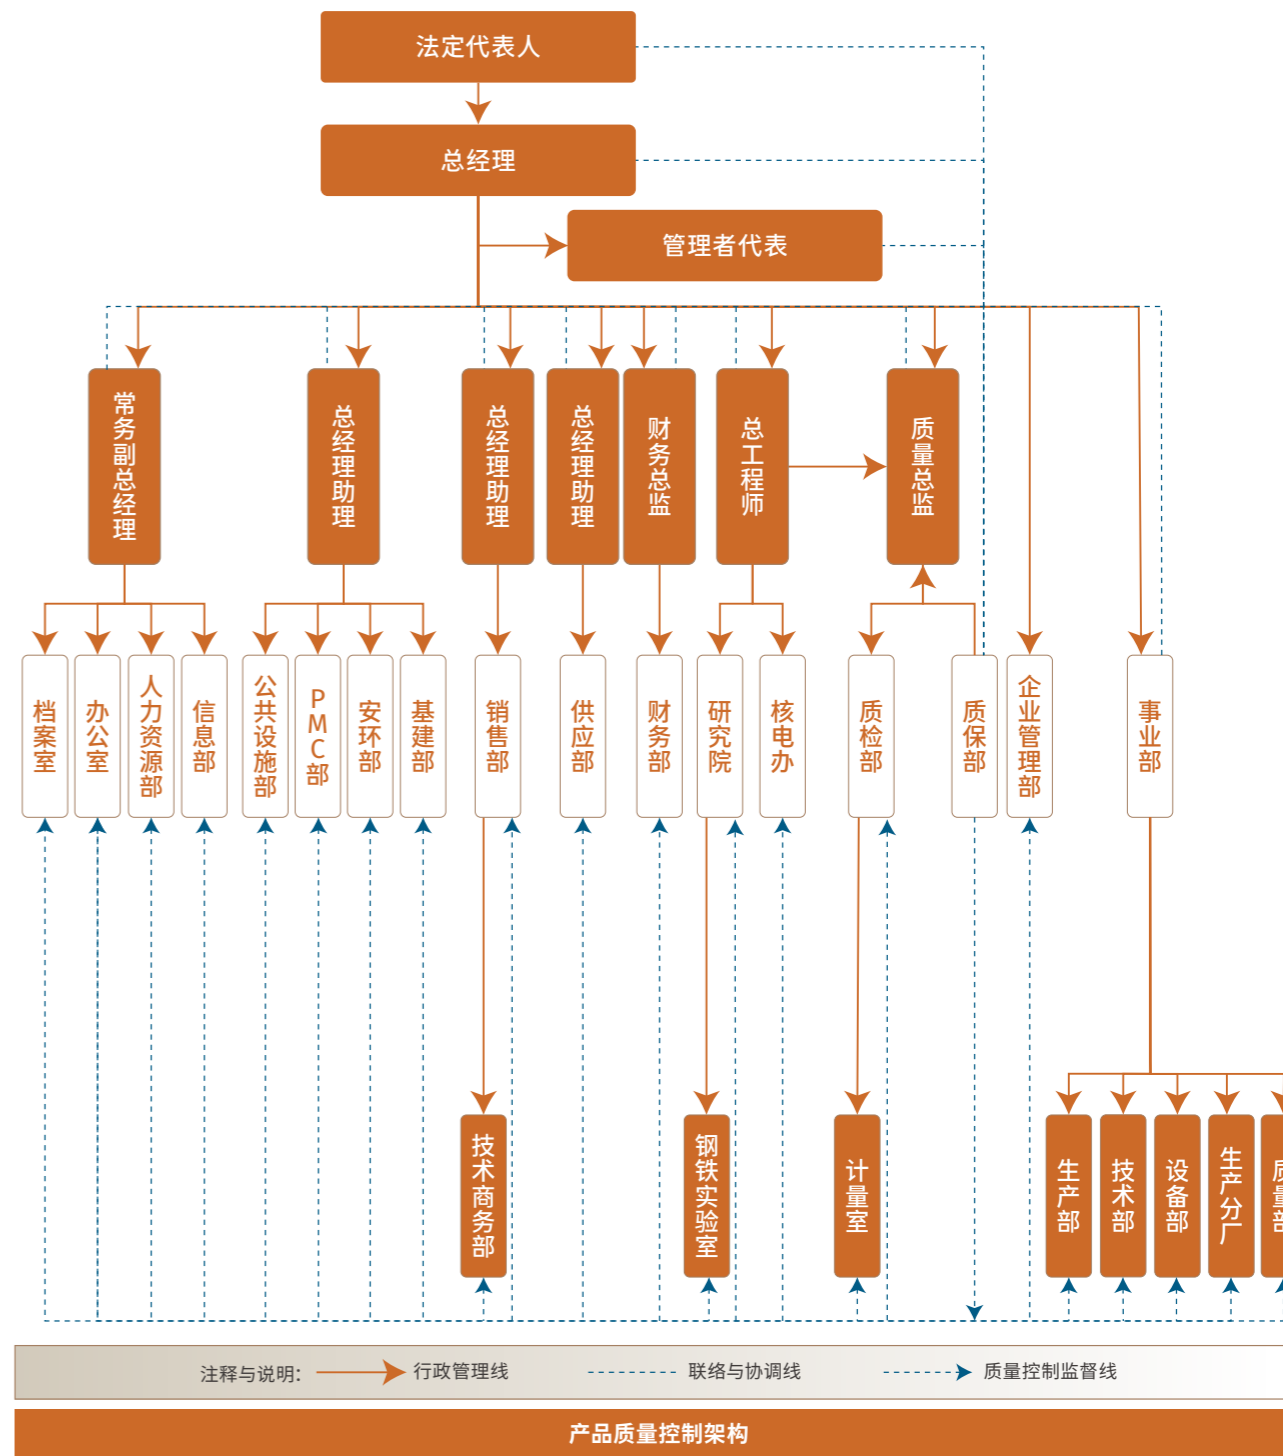 法定代表人
总经理
管理者代表
常务副总经理
总经理助理
总经理助理
总经理助理
财务总监
总工程师
质量总监
档案室
办公室
人力资源部
信息部
公共设施部
PMC部
安环部
基建部
销售部
供应部
财务部
研究院
核电办
质检部
质保部
企业管理部
事业部
技术商务部
钢铁实验室
计量室
生产部
技术部
设备部
生产分厂
质量部
注释与说明: 行政管理线 联络与协调线 质量控制监督线
产品质量控制架构